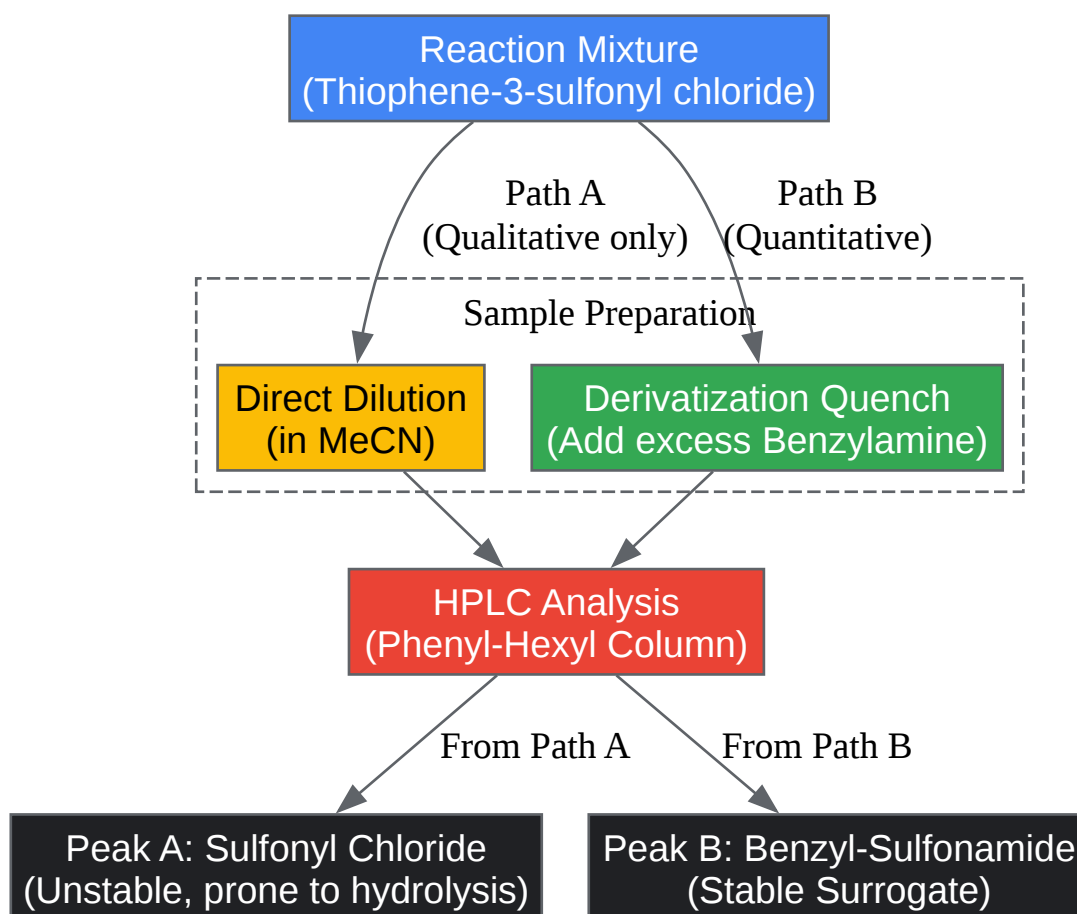 Reaction Mixture
(Thiophene-3-sulfonyl chloride)
Path A
(Qualitative only)
Path B
(Quantitative)
Sample Preparation
Direct Dilution
(in MeCN)
Derivatization Quench
(Add excess Benzylamine)
HPLC Analysis
(Phenyl-Hexyl Column)
From Path A
From Path B
Peak A: Sulfonyl Chloride
(Unstable, prone to hydrolysis)
Peak B: Benzyl-Sulfonamide
(Stable Surrogate)